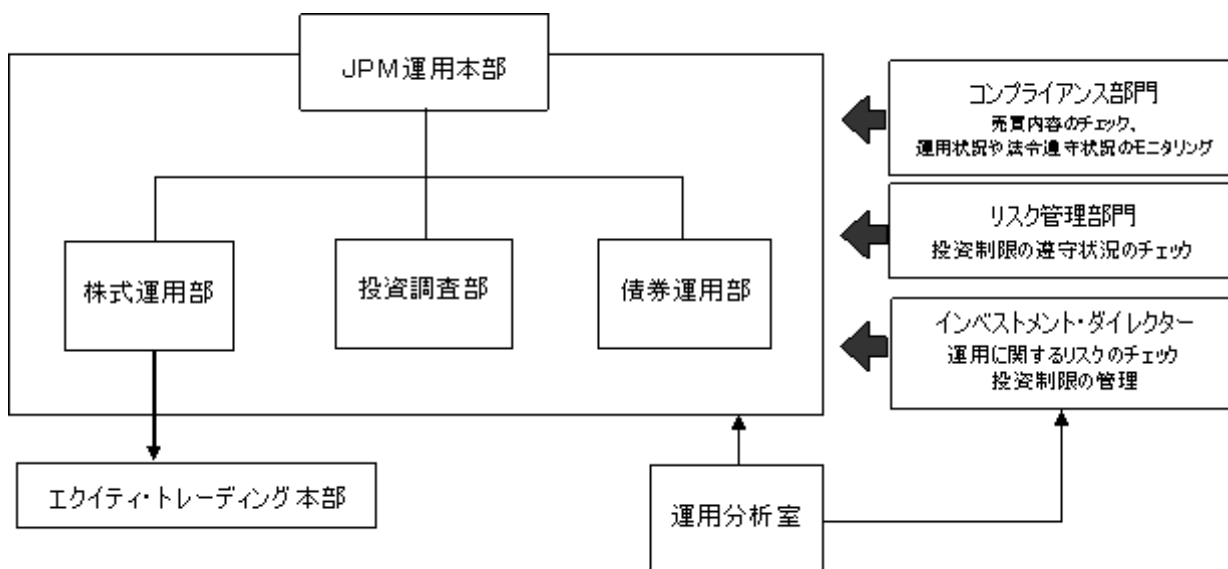 JPM運用本部
コンプライアンス部門
売買内容のチェック、
運用状況や法令遵守状況のモニタリング
リスク管理部門
投資制限の遵守状況のチェック
株式運用部
投資調査部
債券運用部
インベストメント・ダイレクター
運用に関するリスクのチェック
投資制限の管理
エクイティ・トレーディング本部
運用分析室